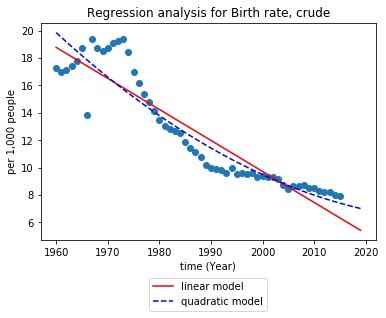 Regression analysis for Birth rate, crude
per 1,000 people
20
18
16
14
12
10
8
6
1960 1970 1980 1990 2000 2010 2020
time (Year)
linear model
quadratic model